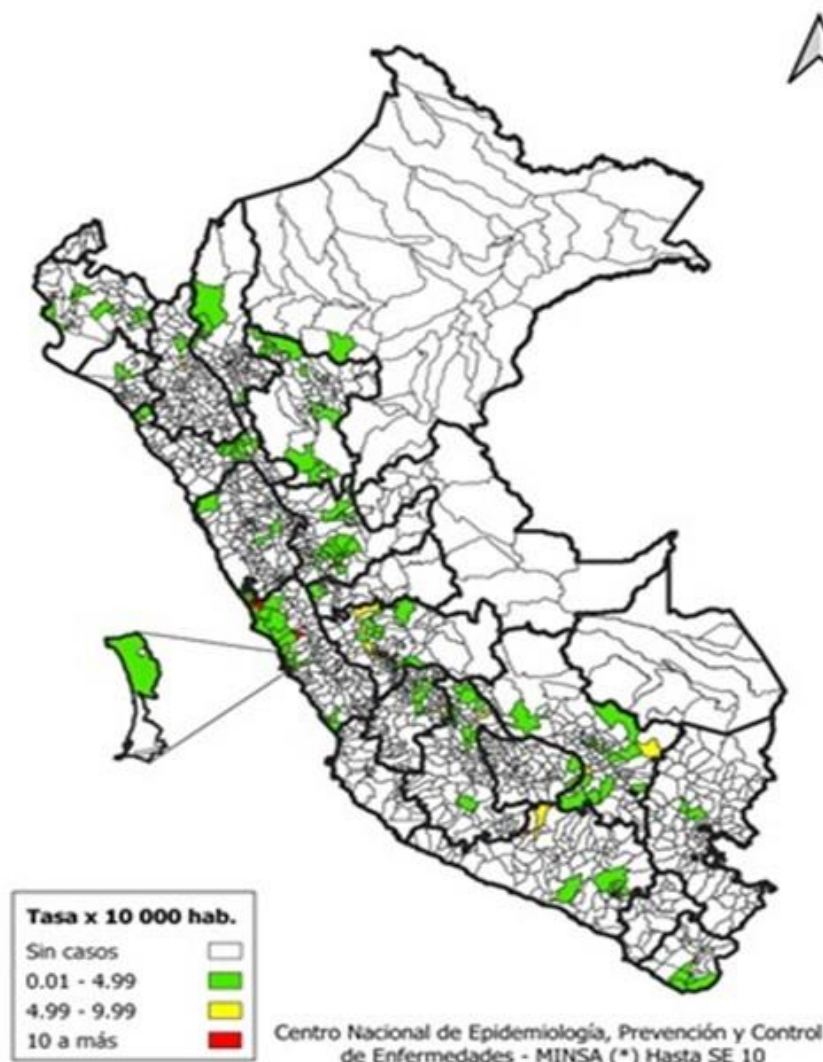 Tasa x 10 000 hab.
Sin casos
0.01 - 4.99
4.99 - 9.99
10 a más
Centro Nacional de Epidemiología, Prevención y Control
de Enfermedades - MINSA (*) Hasta SE 10